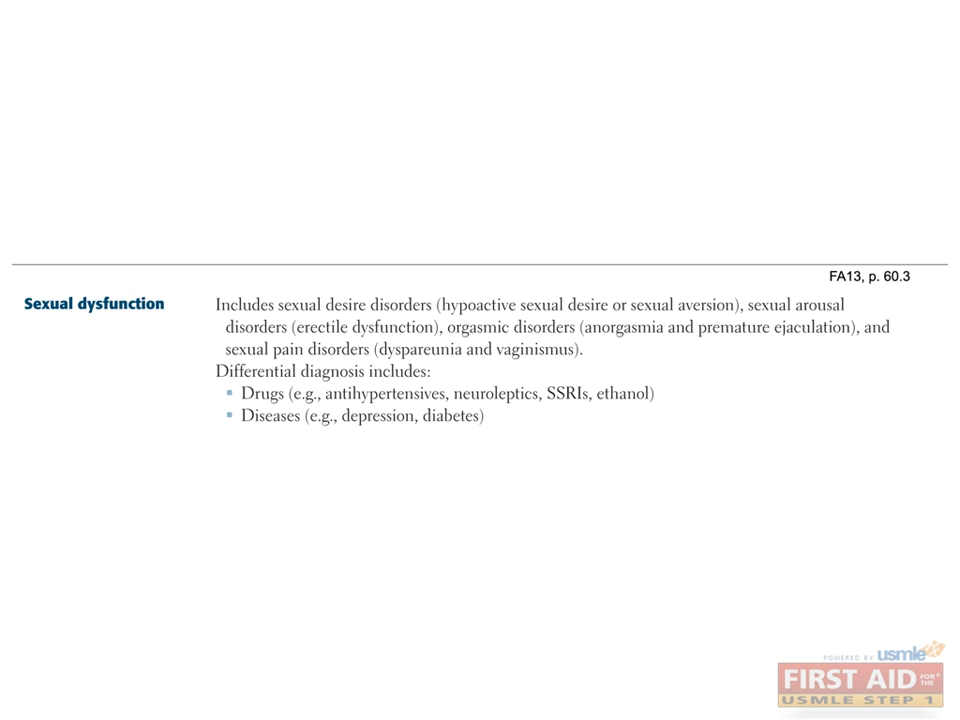 FA13, p. 60.3
Sexual dysfunction
Includes sexual desire disorders (hypoactive sexual desire or sexual aversion), sexual arousal
disorders (erectile dysfunction), orgasmic disorders (anorgasmia and premature ejaculation), and
sexual pain disorders (dyspareunia and vaginismus).
Differential diagnosis includes:
▪ Drugs (e.g., antihypertensives, neuroleptics, SSRIs, ethanol)
▪ Diseases (e.g., depression, diabetes)
POWERED BY usmle
FIRST AID FOR THE®
USMLE STEP 1